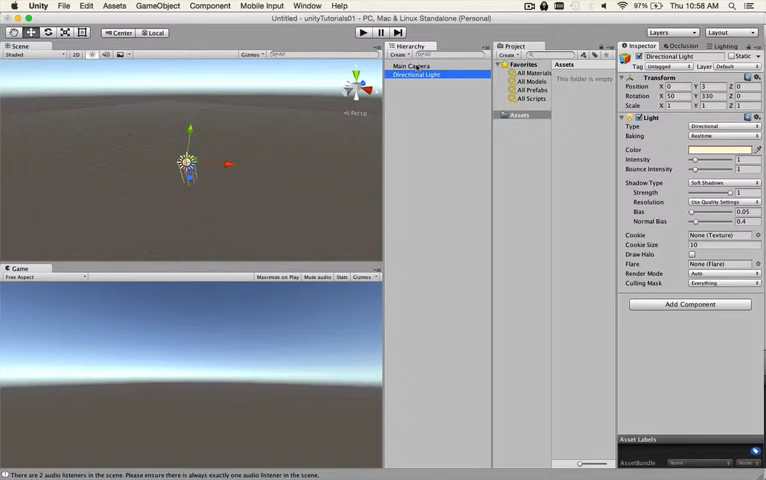 Unity File Edit Assets GameObject Component Mobile Input Window Help 97% Thu 10:58 AM
Untitled - unityTutorials01 - PC, Mac & Linux Standalone (Personal)
Center Local Layers Layout
Scene Hierarchy Project Inspector Occlusion Lighting
Shaded 2D Gizmos All Create All Create Assets Directional Light Static
Main Camera Favorites This folder is empty Tag Untagged Layer Default
Directional Light All Materials
All Models
All Prefabs
All Scripts
Assets
Persp
Transform
Position X 0 Y 3 Z 0
Rotation X 50 Y 330 Z 0
Scale X 1 Y 1 Z 1
Light
Type Directional
Baking Realtime
Color
Intensity 1
Bounce Intensity 1
Shadow Type Soft Shadows
Strength 1
Resolution Use Quality Settings
Bias 0.05
Normal Bias 0.4
Cookie None (Texture)
Cookie Size 10
Draw Halo
Flare None (Flare)
Render Mode Auto
Culling Mask Everything
Add Component
Game
Free Aspect Maximize on Play Mute audio Stats Gizmos
Asset Labels
AssetBundle None None
There are 2 audio listeners in the scene. Please ensure there is always exactly one audio listener in the scene.